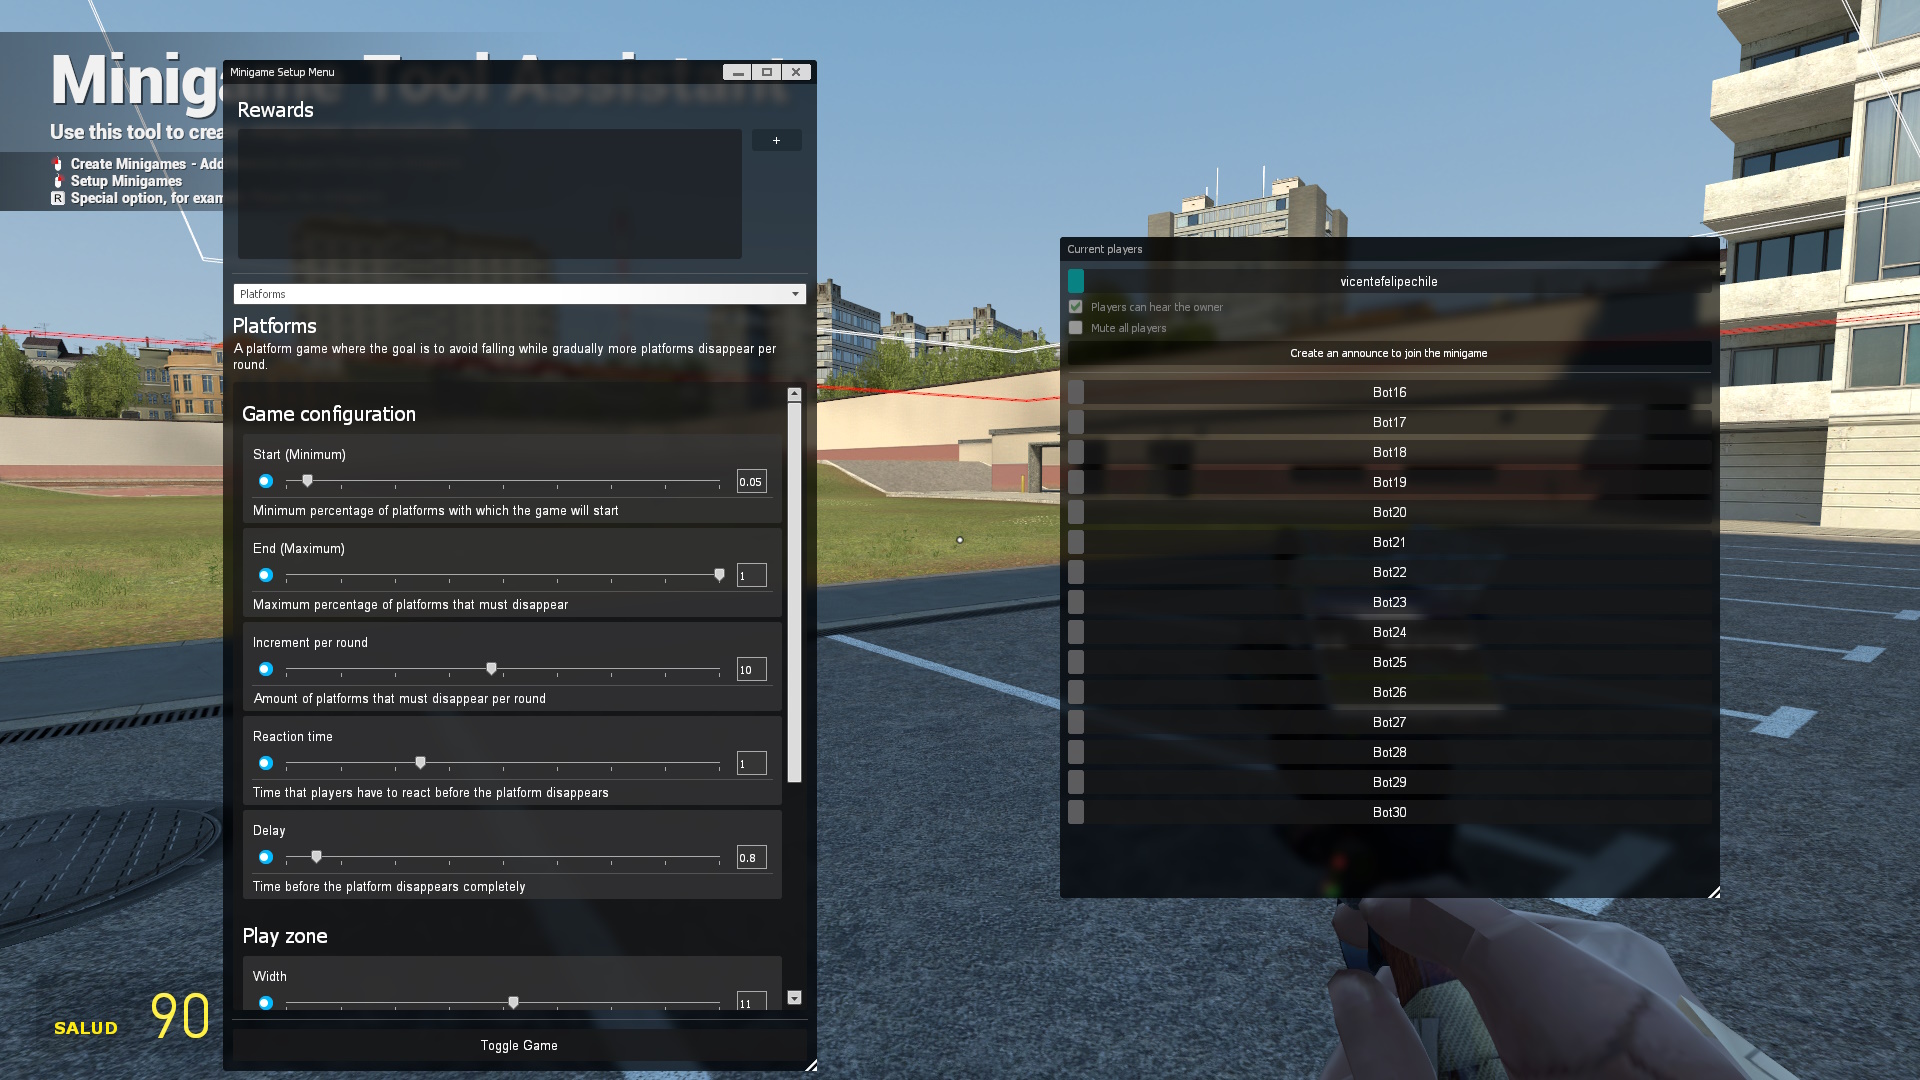 Minigame Tool Assistant
Use this tool to crea
Create Minigames - Add
Setup Minigames
R Special option, for exam
Minigame Setup Menu
Rewards
+
Platforms
Platforms
A platform game where the goal is to avoid falling while gradually more platforms disappear per
round.
Game configuration
Start (Minimum)
0.05
Minimum percentage of platforms with which the game will start
End (Maximum)
1
Maximum percentage of platforms that must disappear
Increment per round
10
Amount of platforms that must disappear per round
Reaction time
1
Time that players have to react before the platform disappears
Delay
0.8
Time before the platform disappears completely
Play zone
Width
11
Toggle Game
SALUD 90
Current players
vicentefelipechile
Players can hear the owner
Mute all players
Create an announce to join the minigame
Bot16
Bot17
Bot18
Bot19
Bot20
Bot21
Bot22
Bot23
Bot24
Bot25
Bot26
Bot27
Bot28
Bot29
Bot30